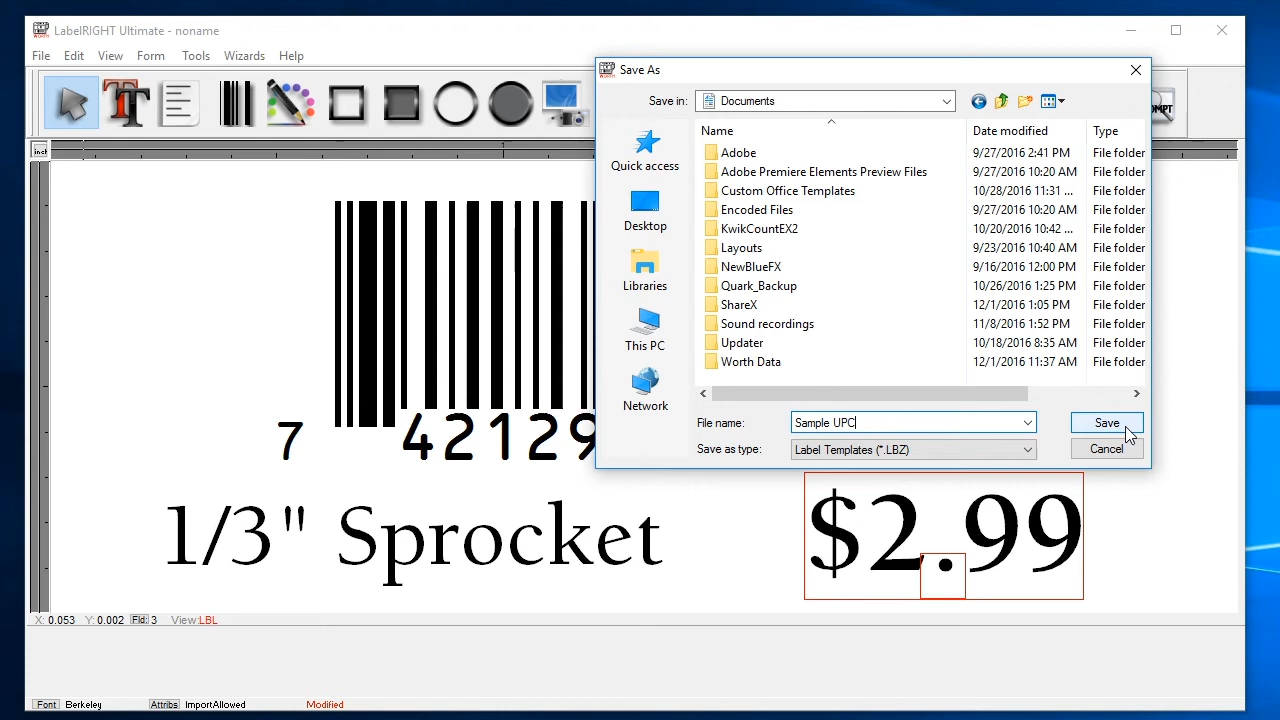 LabelRIGHT Ultimate - noname
File Edit View Form Tools Wizards Help
Save As
Save in: Documents
Quick access
Desktop
Libraries
This PC
Network
Name Date modified Type
Adobe 9/27/2016 2:41 PM File folder
Adobe Premiere Elements Preview Files 9/27/2016 10:20 AM File folder
Custom Office Templates 10/28/2016 11:31 ... File folder
Encoded Files 9/27/2016 10:20 AM File folder
KwikCountEX2 10/20/2016 10:42 ... File folder
Layouts 9/23/2016 10:40 AM File folder
NewBlueFX 9/16/2016 12:00 PM File folder
Quark_Backup 10/26/2016 1:25 PM File folder
ShareX 12/1/2016 1:05 PM File folder
Sound recordings 11/8/2016 1:52 PM File folder
Updater 10/18/2016 8:35 AM File folder
Worth Data 12/1/2016 11:37 AM File folder
File name: Sample UPC Save
Save as type: Label Templates (*.LBZ) Cancel
7 42129
1/3" Sprocket $2.99
X: 0.053 Y: 0.002 Fld: 3 View:LBL
Font Berkeley Attribs ImportAllowed Modified